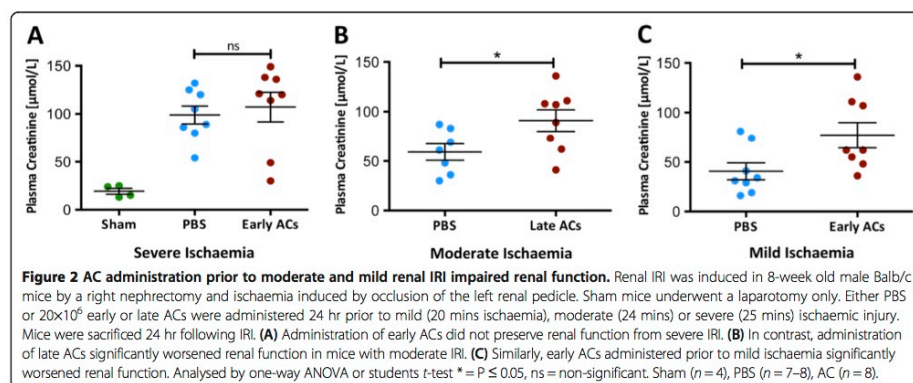 A
B
C
ns
*
*
Plasma Creatinine [µmol/L]
150
100
50
0
Sham
PBS
Early ACs
Severe Ischaemia
Plasma Creatinine [µmol/L]
150
100
50
0
PBS
Late ACs
Moderate Ischaemia
Plasma Creatinine [µmol/L]
150
100
50
0
PBS
Early ACs
Mild Ischaemia
Figure 2 AC administration prior to moderate and mild renal IRI impaired renal function. Renal IRI was induced in 8-week old male Balb/c
mice by a right nephrectomy and ischaemia induced by occlusion of the left renal pedicle. Sham mice underwent a laparotomy only. Either PBS
or 20×10⁶ early or late ACs were administered 24 hr prior to mild (20 mins ischaemia), moderate (24 mins) or severe (25 mins) ischaemic injury.
Mice were sacrificed 24 hr following IRI. (A) Administration of early ACs did not preserve renal function from severe IRI. (B) In contrast, administration
of late ACs significantly worsened renal function in mice with moderate IRI. (C) Similarly, early ACs administered prior to mild ischaemia significantly
worsened renal function. Analysed by one-way ANOVA or students t-test * = P ≤ 0.05, ns = non-significant. Sham (n = 4), PBS (n = 7–8), AC (n = 8).